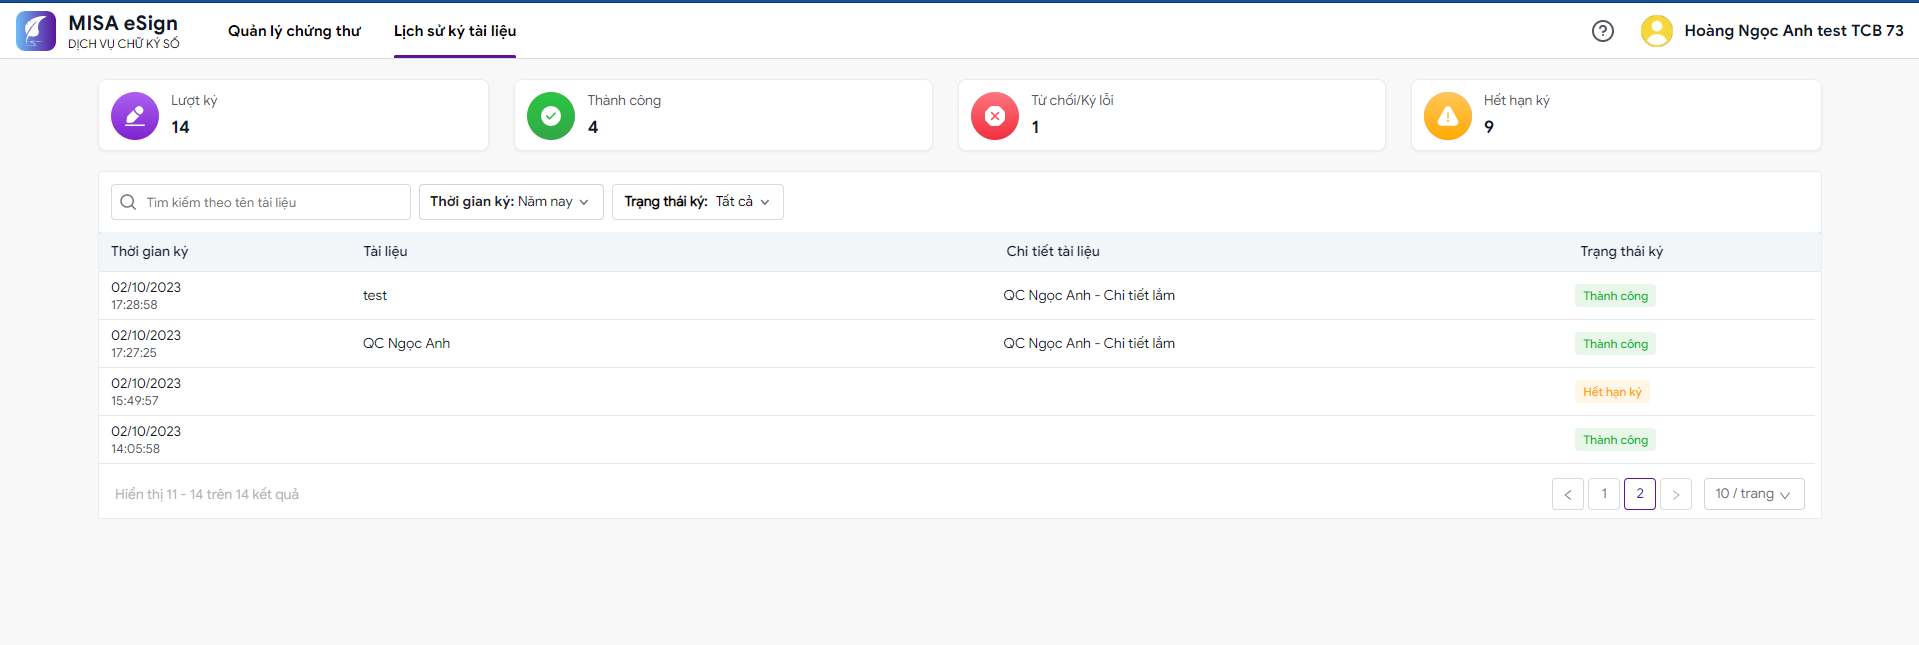 MISA eSign
DỊCH VỤ CHỮ KÝ SỐ
Quản lý chứng thư
Lịch sử ký tài liệu
Hoàng Ngọc Anh test TCB 73
Lượt ký
14
Thành công
4
Từ chối/Ký lỗi
1
Hết hạn ký
9
Tìm kiếm theo tên tài liệu
Thời gian ký: Năm nay
Trạng thái ký: Tất cả
Thời gian ký Tài liệu Chi tiết tài liệu Trạng thái ký
02/10/2023
17:28:58
test
QC Ngọc Anh - Chi tiết lắm
Thành công
02/10/2023
17:27:25
QC Ngọc Anh
QC Ngọc Anh - Chi tiết lắm
Thành công
02/10/2023
15:49:57
Hết hạn ký
02/10/2023
14:05:58
Thành công
Hiển thị 11 - 14 trên 14 kết quả
< 1 2 > 10 / trang